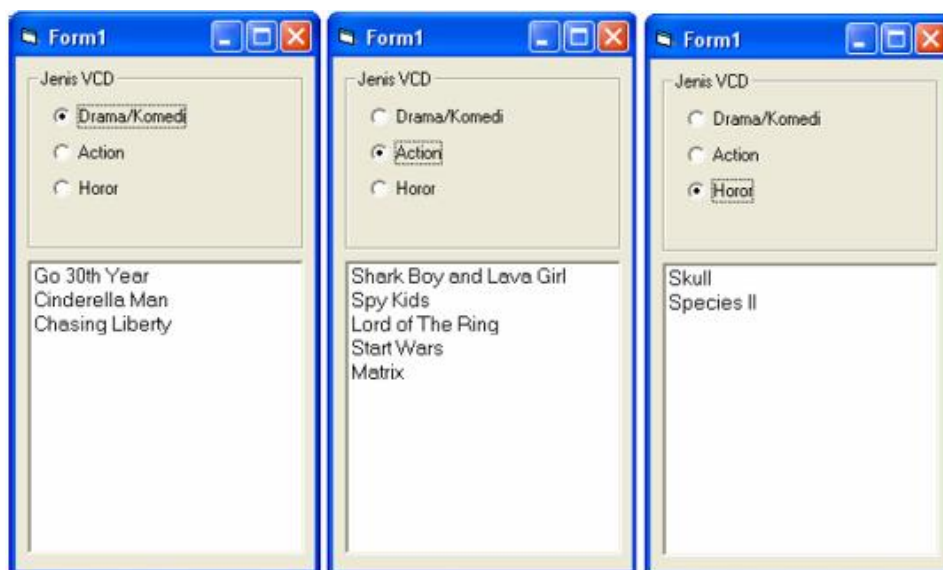 Form1
Jenis VCD
Drama/Komedi
Action
Horor
Go 30th Year
Cinderella Man
Chasing Liberty
Form1
Jenis VCD
Drama/Komedi
Action
Horor
Shark Boy and Lava Girl
Spy Kids
Lord of The Ring
Start Wars
Matrix
Form1
Jenis VCD
Drama/Komedi
Action
Horor
Skull
Species II